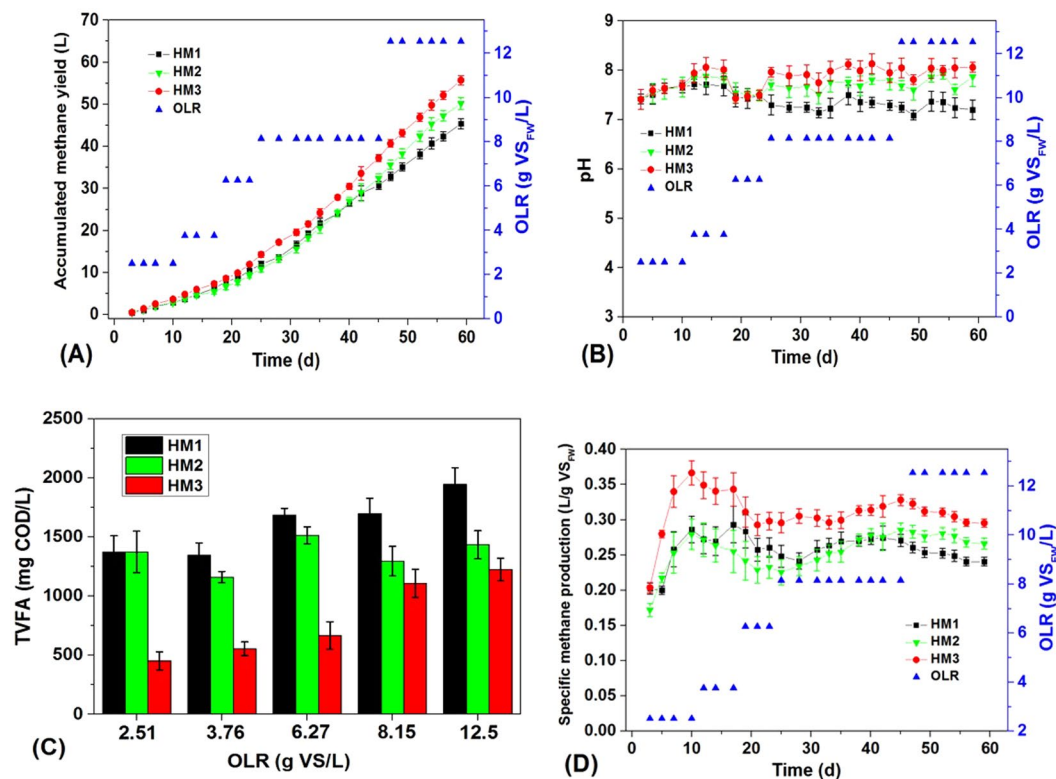 70
60
50
40
30
20
10
0
Accumulated methane yield (L)
HM1
HM2
HM3
OLR
12
10
8
6
4
2
0
OLR (g VS_FW/L)
0 10 20 30 40 50 60
Time (d)
(A)
9
8
7
6
5
4
3
pH
HM1
HM2
HM3
OLR
12
10
8
6
4
2
0
OLR (g VS_FW/L)
0 10 20 30 40 50 60
Time (d)
(B)
2500
2000
1500
1000
500
0
TVFA (mg COD/L)
HM1
HM2
HM3
2.51 3.76 6.27 8.15 12.5
OLR (g VS/L)
(C)
0.40
0.35
0.30
0.25
0.20
0.15
0.10
0.05
0.00
Specific methane production (L/g VS_FW)
HM1
HM2
HM3
OLR
12
10
8
6
4
2
OLR (g VS_FW/L)
0 10 20 30 40 50 60
Time (d)
(D)